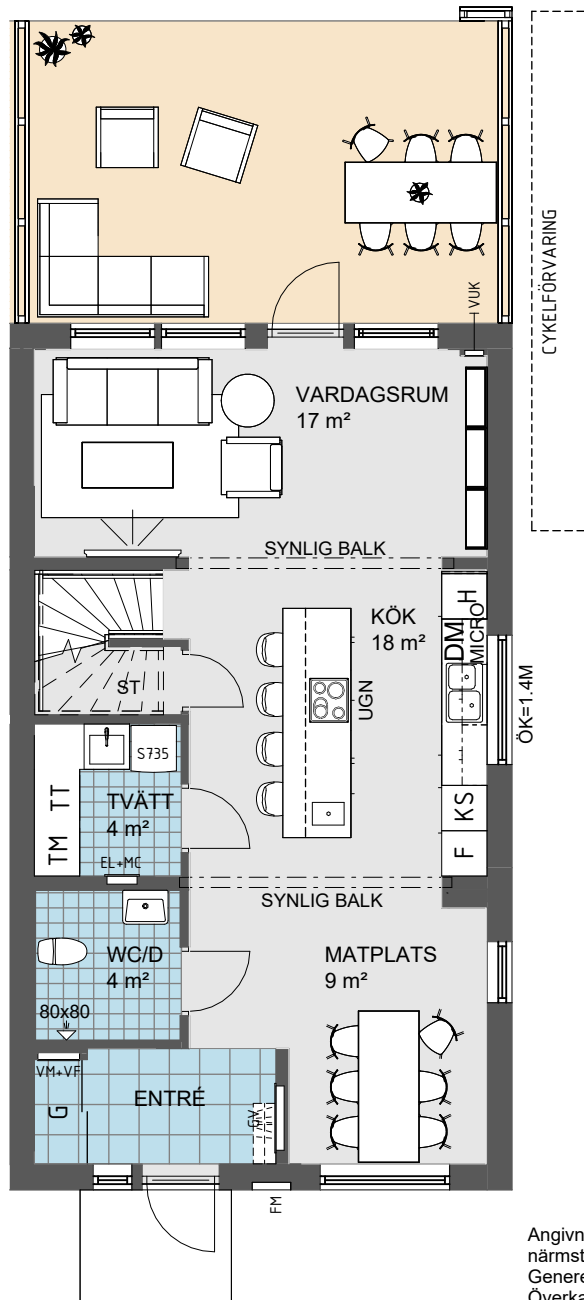 CYKELFÖRVARING
VUK
VARDAGSRUM
17 m²
SYNLIG BALK
KÖK
18 m²
H
DM
MICRO
UGN
ÖK=1.4M
ST
S735
TM TT
TVÄTT
4 m²
EL+MC
KS
F
SYNLIG BALK
WC/D
4 m²
80x80
MATPLATS
9 m²
VM+VF
G
ENTRÉ
GV
FM
Angivn
närmst
Genere
Överka